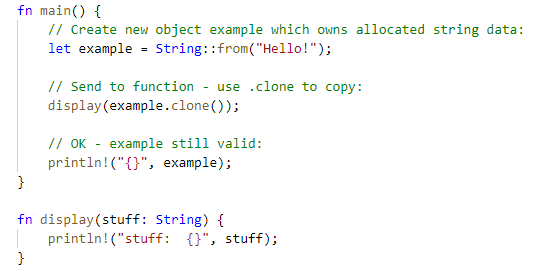 fn main() {
    // Create new object example which owns allocated string data:
    let example = String::from("Hello!");
    // Send to function - use .clone to copy:
    display(example.clone());
    // OK - example still valid:
    println!("{}", example);
}
fn display(stuff: String) {
    println!("stuff:  {}", stuff);
}